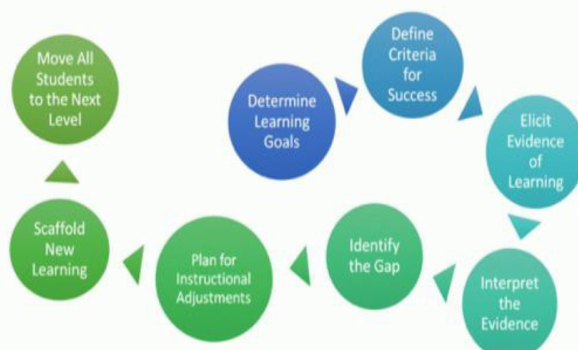 Determine
Learning
Goals
Define
Criteria
for
Success
Elicit
Evidence
of
Learning
Interpret
the
Evidence
Identify
the Gap
Plan for
Instructional
Adjustments
Scaffold
New
Learning
Move All
Students
to the Next
Level